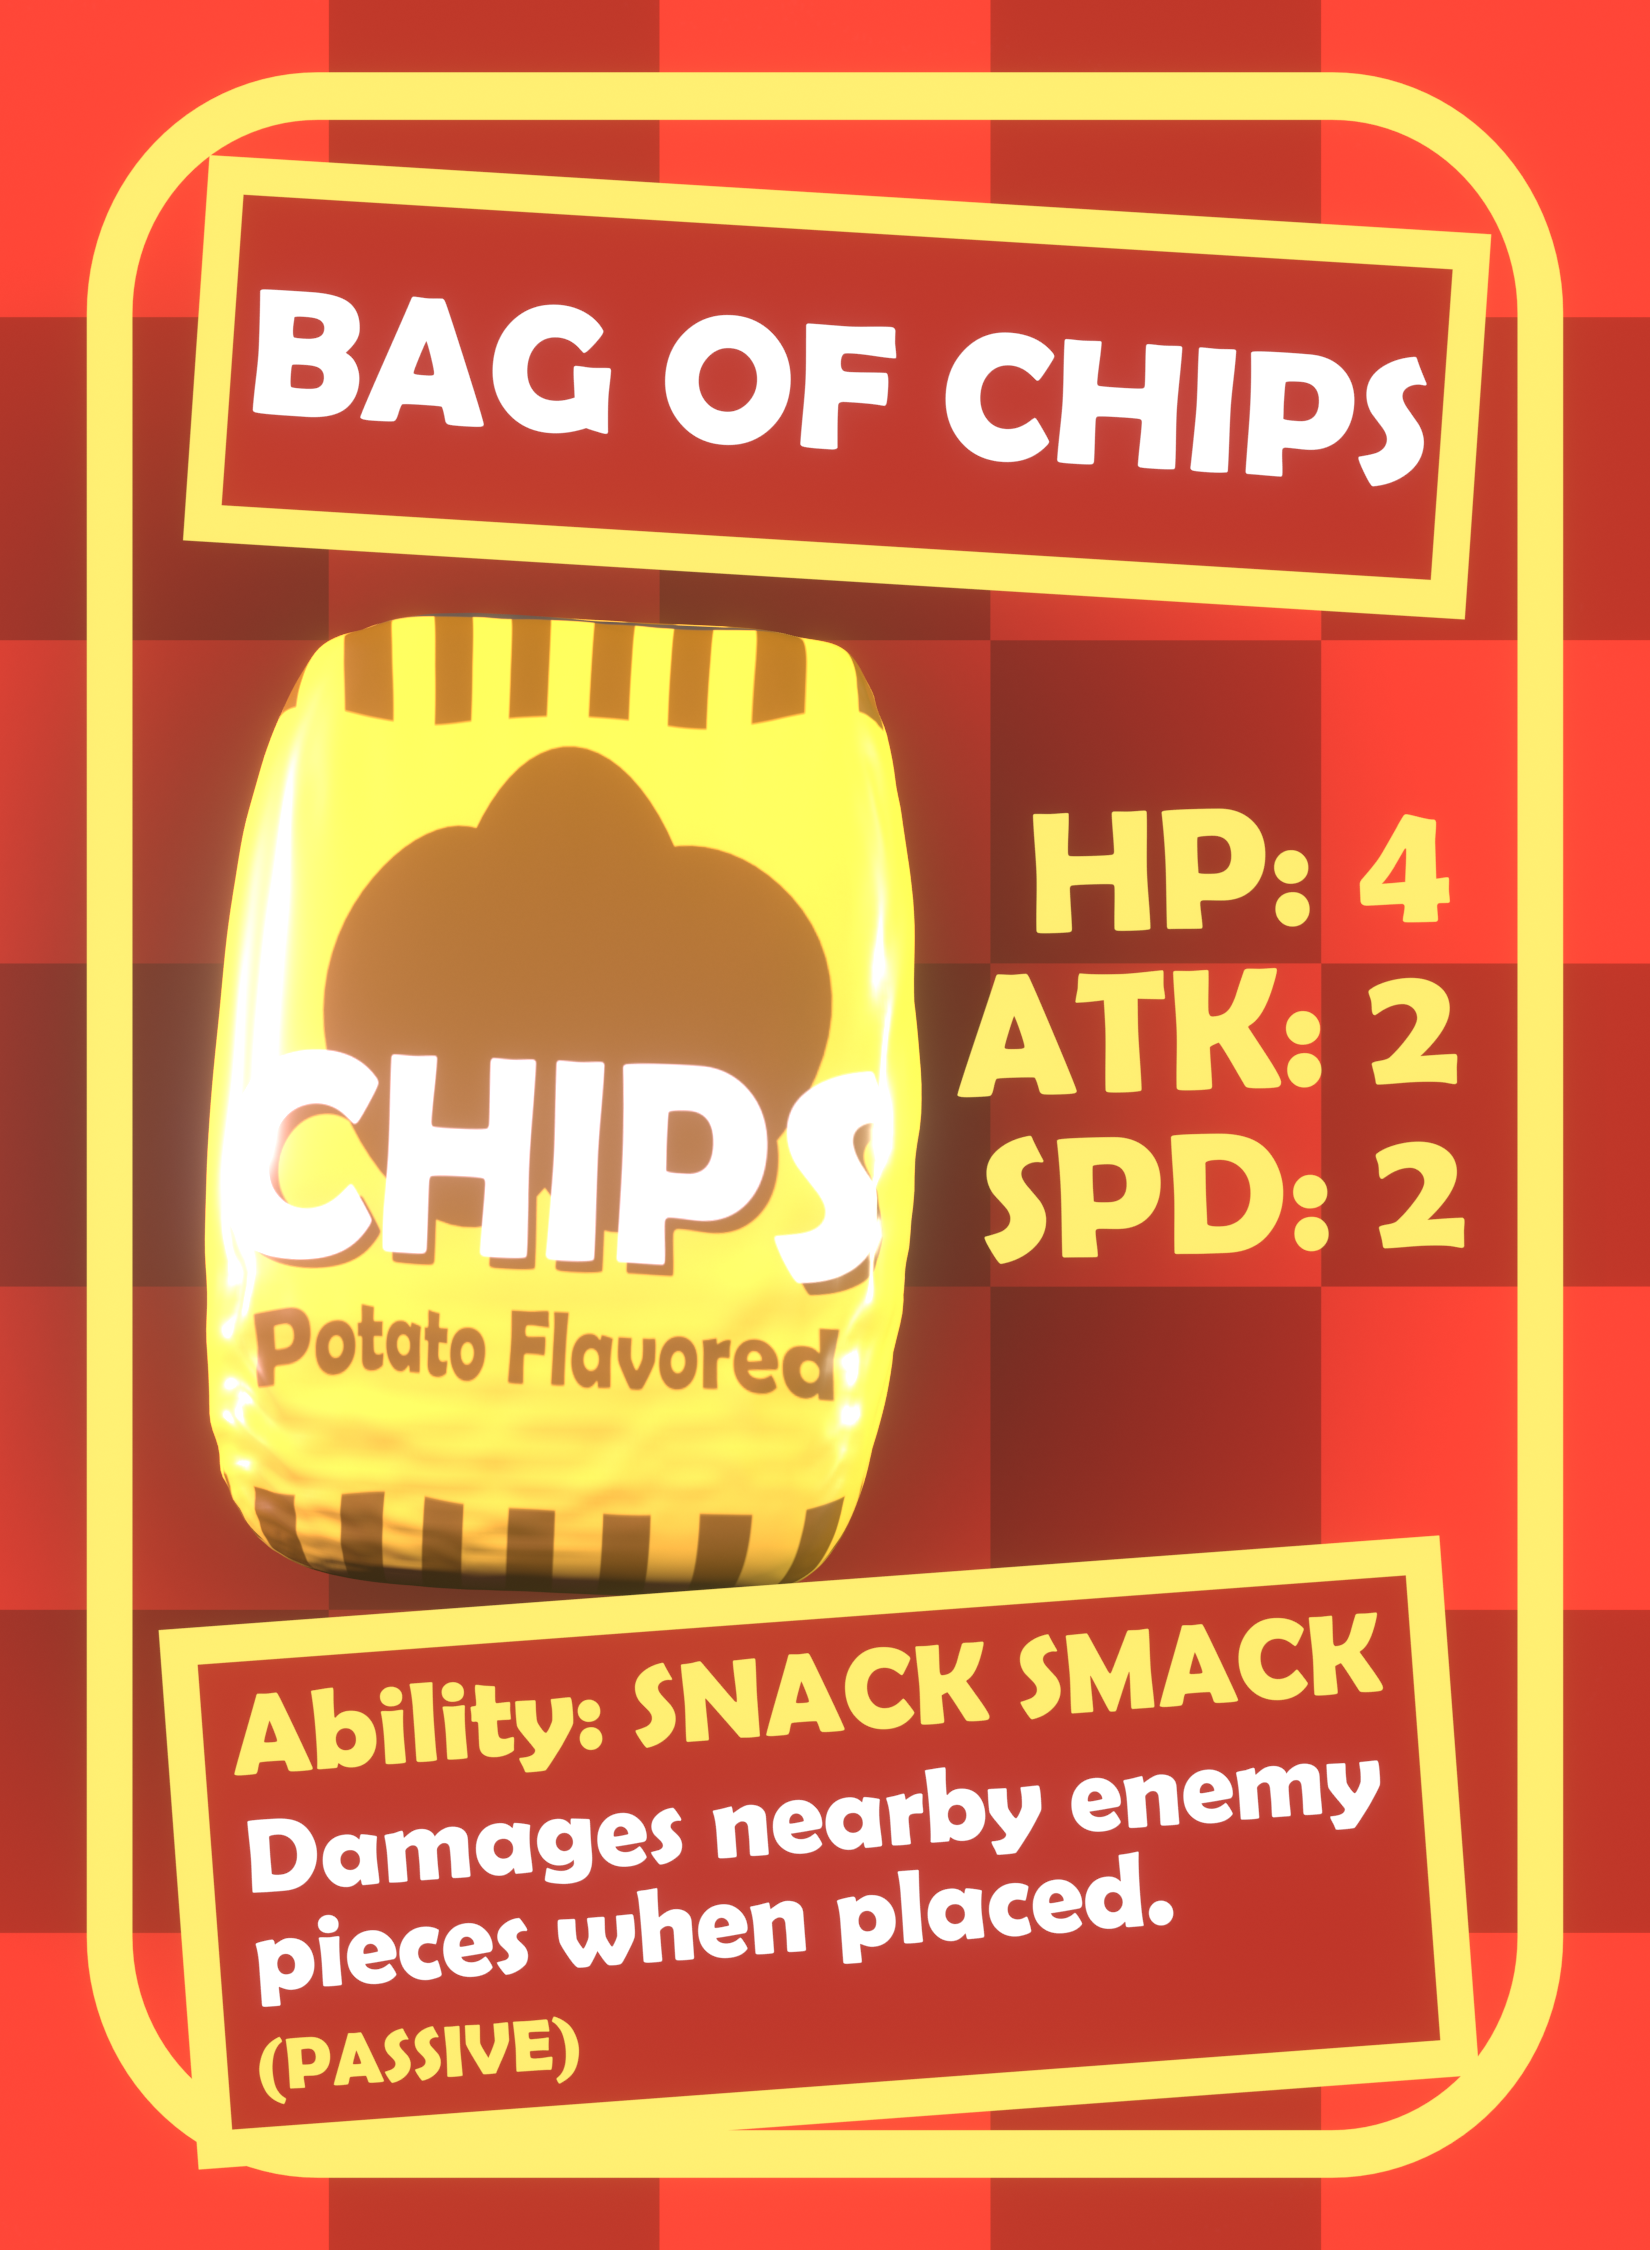 BAG OF CHIPS
CHIPS
Potato Flavored
HP: 4
ATK: 2
SPD: 2
Ability: SNACK SMACK
Damages nearby enemy
pieces when placed.
(PASSIVE)